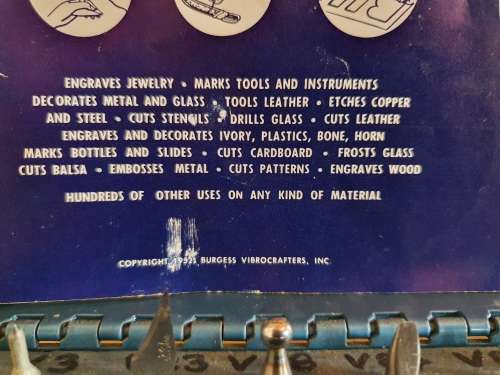 ENGRAVES JEWELRY • MARKS TOOLS AND INSTRUMENTS
DECORATES METAL AND GLASS • TOOLS LEATHER • ETCHES COPPER
AND STEEL • CUTS STENCILS • DRILLS GLASS • CUTS LEATHER
ENGRAVES AND DECORATES IVORY, PLASTICS, BONE, HORN
MARKS BOTTLES AND SLIDES • CUTS CARDBOARD • FROSTS GLASS
CUTS BALSA • EMBOSSES METAL • CUTS PATTERNS • ENGRAVES WOOD
HUNDREDS OF OTHER USES ON ANY KIND OF MATERIAL
COPYRIGHT BURGESS VIBROCRAFTERS, INC.